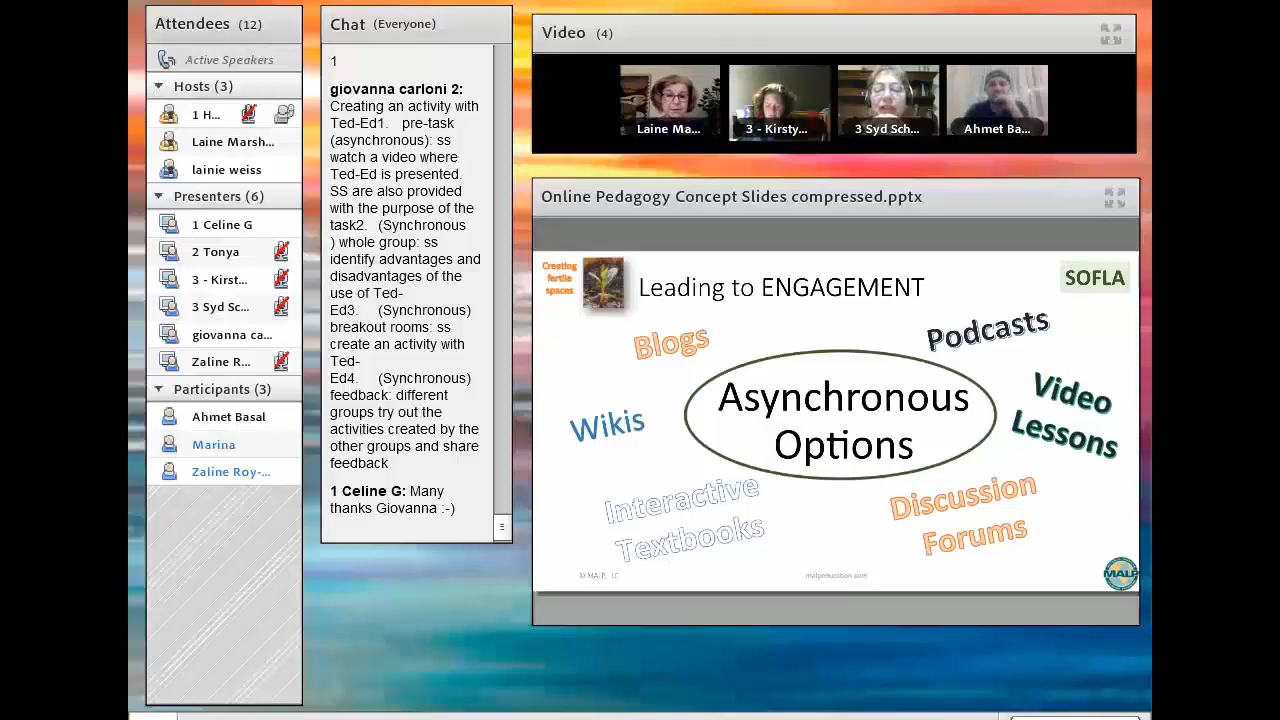 Attendees (12)
Active Speakers
Hosts (3)
1 H...
Laine Marsh...
lainie weiss
Presenters (6)
1 Celine G
2 Tonya
3 - Kirst...
3 Syd Sc...
giovanna ca...
Zaline R...
Participants (3)
Ahmet Basal
Marina
Zaline Roy-...
Chat (Everyone)
1
giovanna carloni 2:
Creating an activity with
Ted-Ed1. pre-task
(asynchronous): ss
watch a video where
Ted-Ed is presented.
SS are also provided
with the purpose of the
task2. (Synchronous
) whole group: ss
identify advantages and
disadvantages of the
use of Ted-
Ed3. (Synchronous)
breakout rooms: ss
create an activity with
Ted-
Ed4. (Synchronous)
feedback: different
groups try out the
activities created by the
other groups and share
feedback
1 Celine G: Many
thanks Giovanna :-)
Video (4)
Laine Ma...
3 - Kirsty...
3 Syd Sch...
Ahmet Ba...
Online Pedagogy Concept Slides compressed.pptx
Creating
fertile
spaces
Leading to ENGAGEMENT
SOFLA
Blogs
Podcasts
Wikis
Asynchronous
Options
Video
Lessons
Interactive
Textbooks
Discussion
Forums
malpeducation.com
MALP